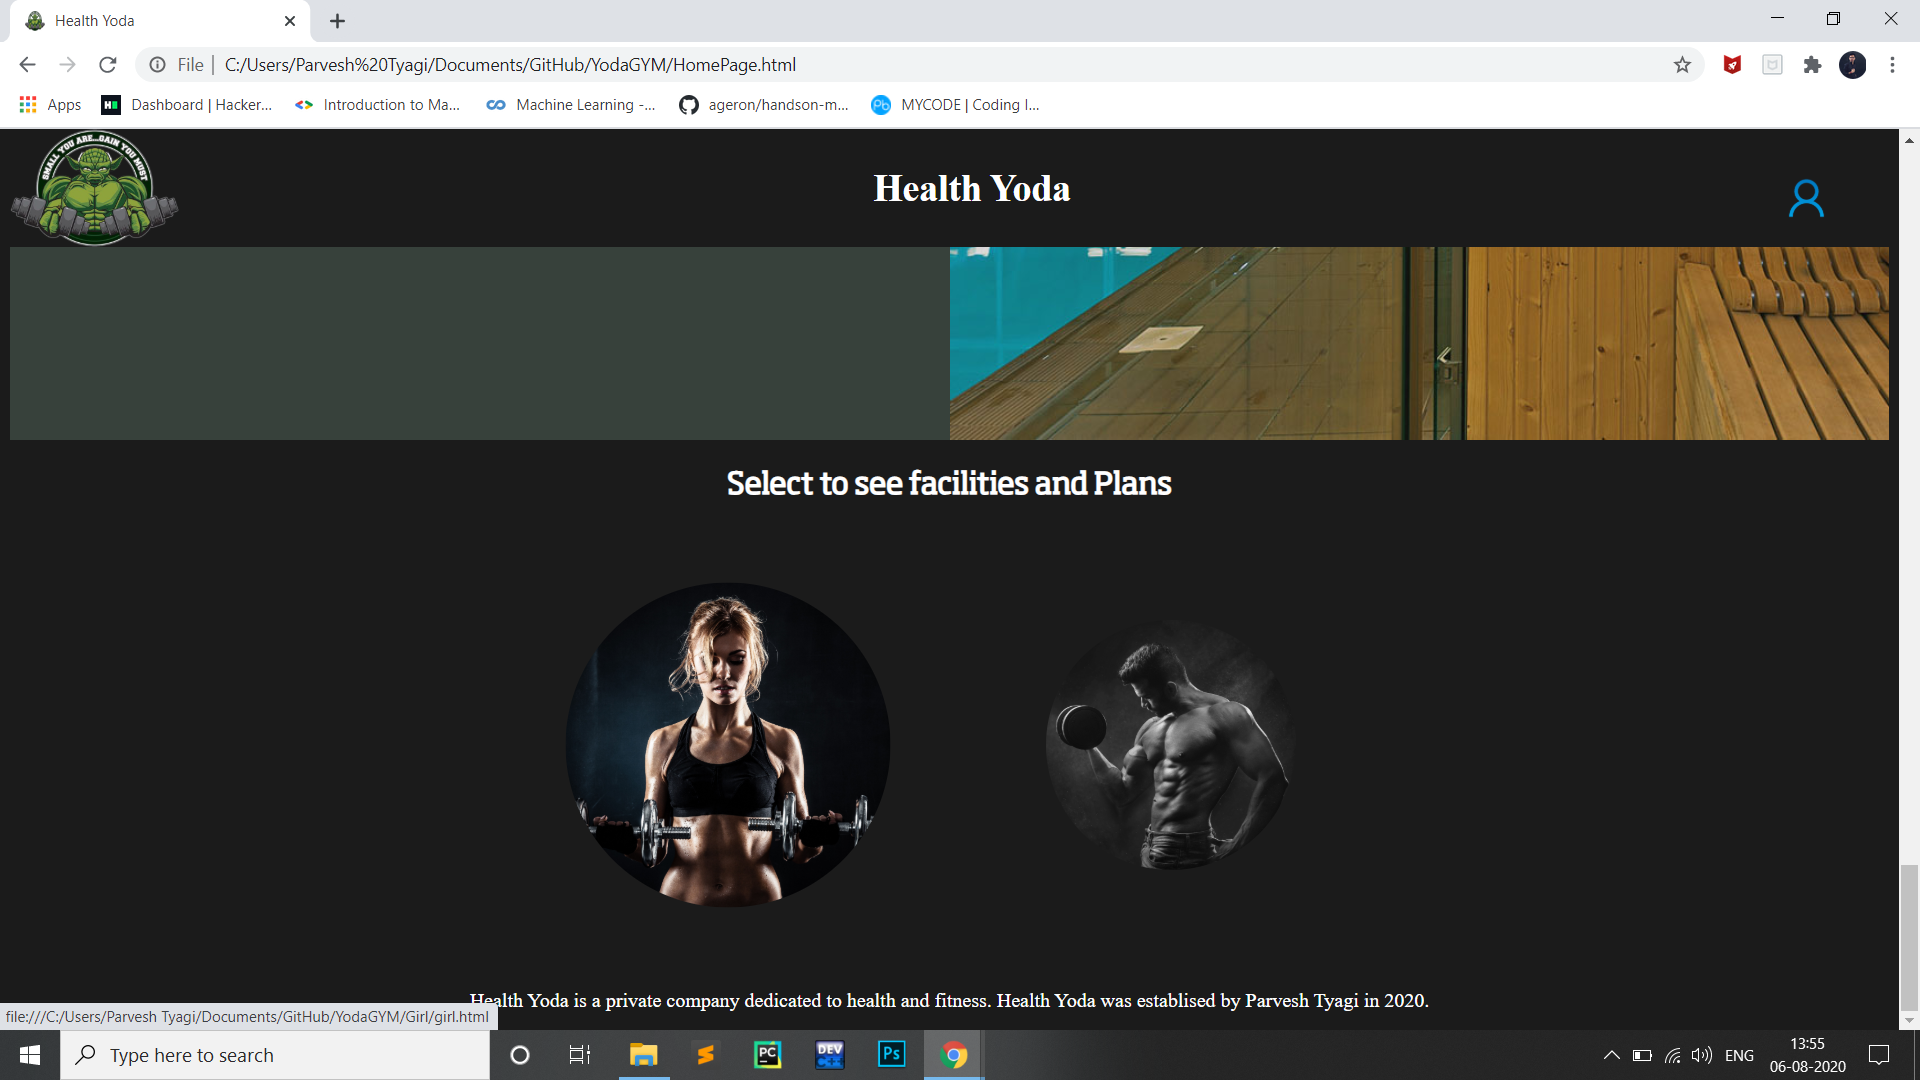 Health Yoda
File | C:/Users/Parvesh%20Tyagi/Documents/GitHub/YodaGYM/HomePage.html
Apps
Dashboard | Hacker...
Introduction to Ma...
Machine Learning -...
ageron/handson-m...
MYCODE | Coding I...
SMALL YOU ARE...GAIN YOU MUST
Health Yoda
Select to see facilities and Plans
Health Yoda is a private company dedicated to health and fitness. Health Yoda was establised by Parvesh Tyagi in 2020.
file:///C:/Users/Parvesh Tyagi/Documents/GitHub/YodaGYM/Girl/girl.html
Type here to search
PC
DEV
Ps
ENG
13:55
06-08-2020